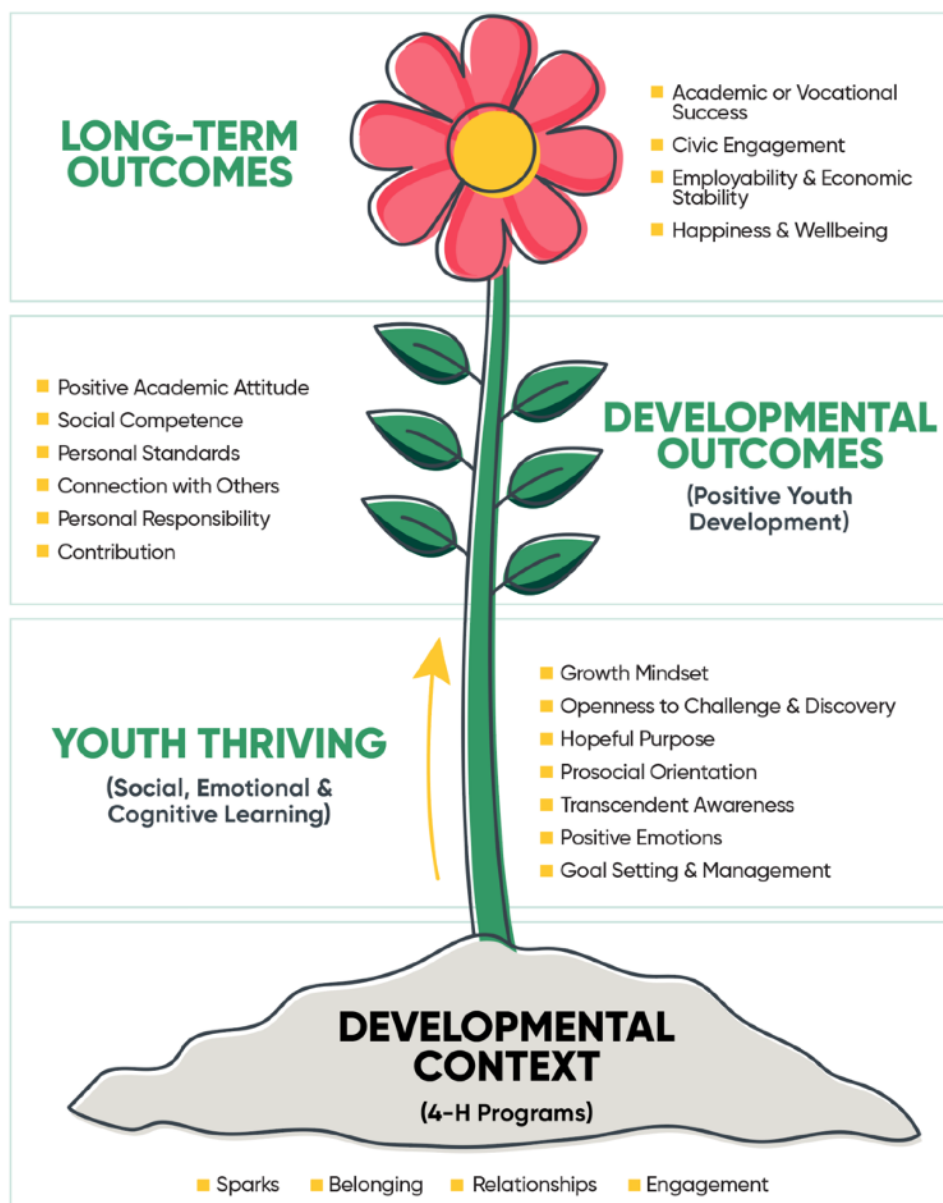 LONG-TERM
OUTCOMES
Academic or Vocational
Success
Civic Engagement
Employability & Economic
Stability
Happiness & Wellbeing
Positive Academic Attitude
Social Competence
Personal Standards
Connection with Others
Personal Responsibility
Contribution
DEVELOPMENTAL
OUTCOMES
(Positive Youth
Development)
YOUTH THRIVING
(Social, Emotional &
Cognitive Learning)
Growth Mindset
Openness to Challenge & Discovery
Hopeful Purpose
Prosocial Orientation
Transcendent Awareness
Positive Emotions
Goal Setting & Management
DEVELOPMENTAL
CONTEXT
(4-H Programs)
Sparks Belonging Relationships Engagement